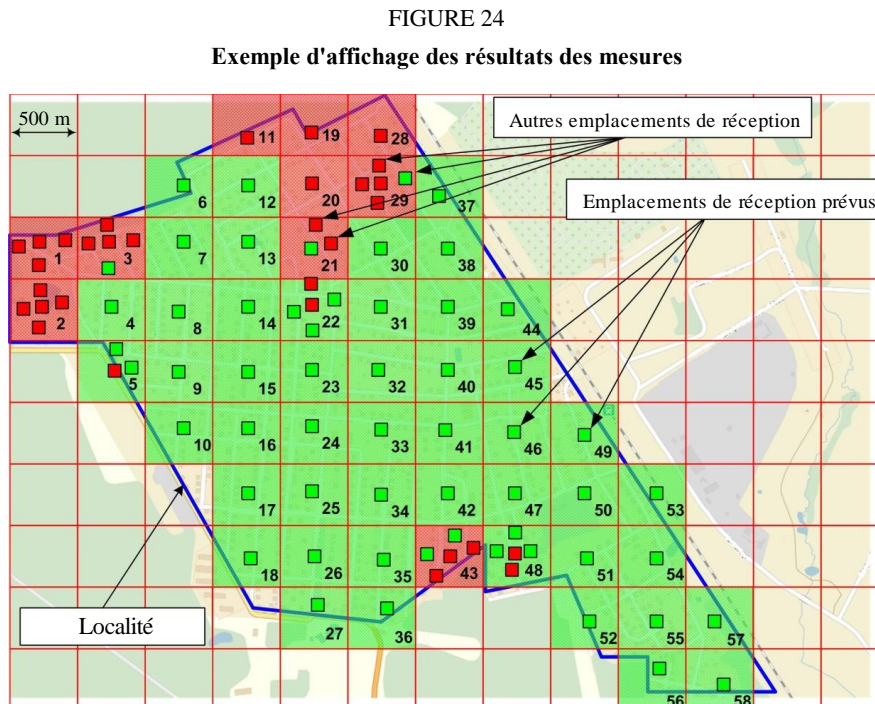 FIGURE 24
Exemple d'affichage des résultats des mesures
500 m
11 19 28
Autres emplacements de réception
6 12 20 29 37
Emplacements de réception prévus
1 3 7 13 21 30 38
2 4 8 14 22 31 39 44
5 9 15 23 32 40 45
10 16 24 33 41 46 49
17 25 34 42 47 50 53
18 26 35 43 48 51 54
Localité
27 36 52 55 57
56 58